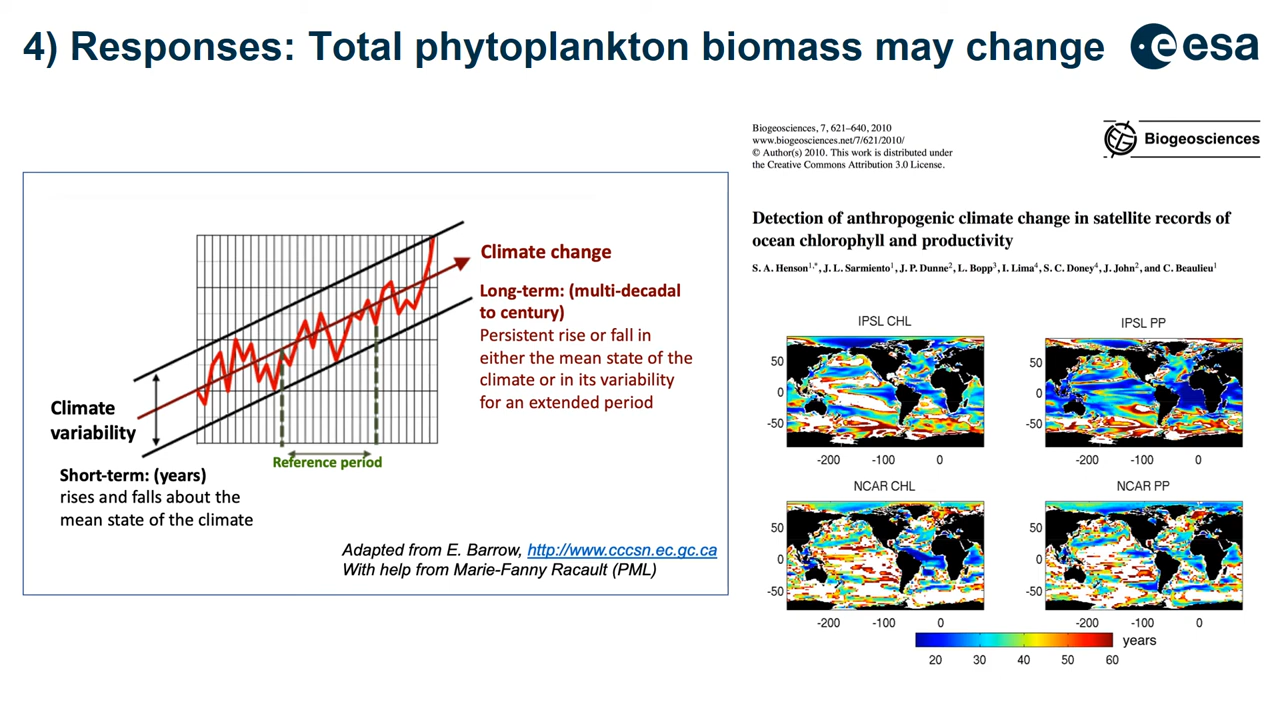 4) Responses: Total phytoplankton biomass may change
esa
Climate change
Long-term: (multi-decadal
to century)
Persistent rise or fall in
either the mean state of the
climate or in its variability
for an extended period
Climate
variability
Reference period
Short-term: (years)
rises and falls about the
mean state of the climate
Adapted from E. Barrow, http://www.cccsn.ec.gc.ca
With help from Marie-Fanny Racault (PML)
Biogeosciences, 7, 621–640, 2010
www.biogeosciences.net/7/621/2010/
© Author(s) 2010. This work is distributed under
the Creative Commons Attribution 3.0 License.
Biogeosciences
Detection of anthropogenic climate change in satellite records of
ocean chlorophyll and productivity
S. A. Henson1,*, J. L. Sarmiento1, J. P. Dunne2, L. Bopp3, I. Lima4, S. C. Doney4, J. John2, and C. Beaulieu1
IPSL CHL
50
0
-50
-200 -100 0
IPSL PP
50
0
-50
-200 -100 0
NCAR CHL
50
0
-50
-200 -100 0
NCAR PP
50
0
-50
-200 -100 0
years
20 30 40 50 60